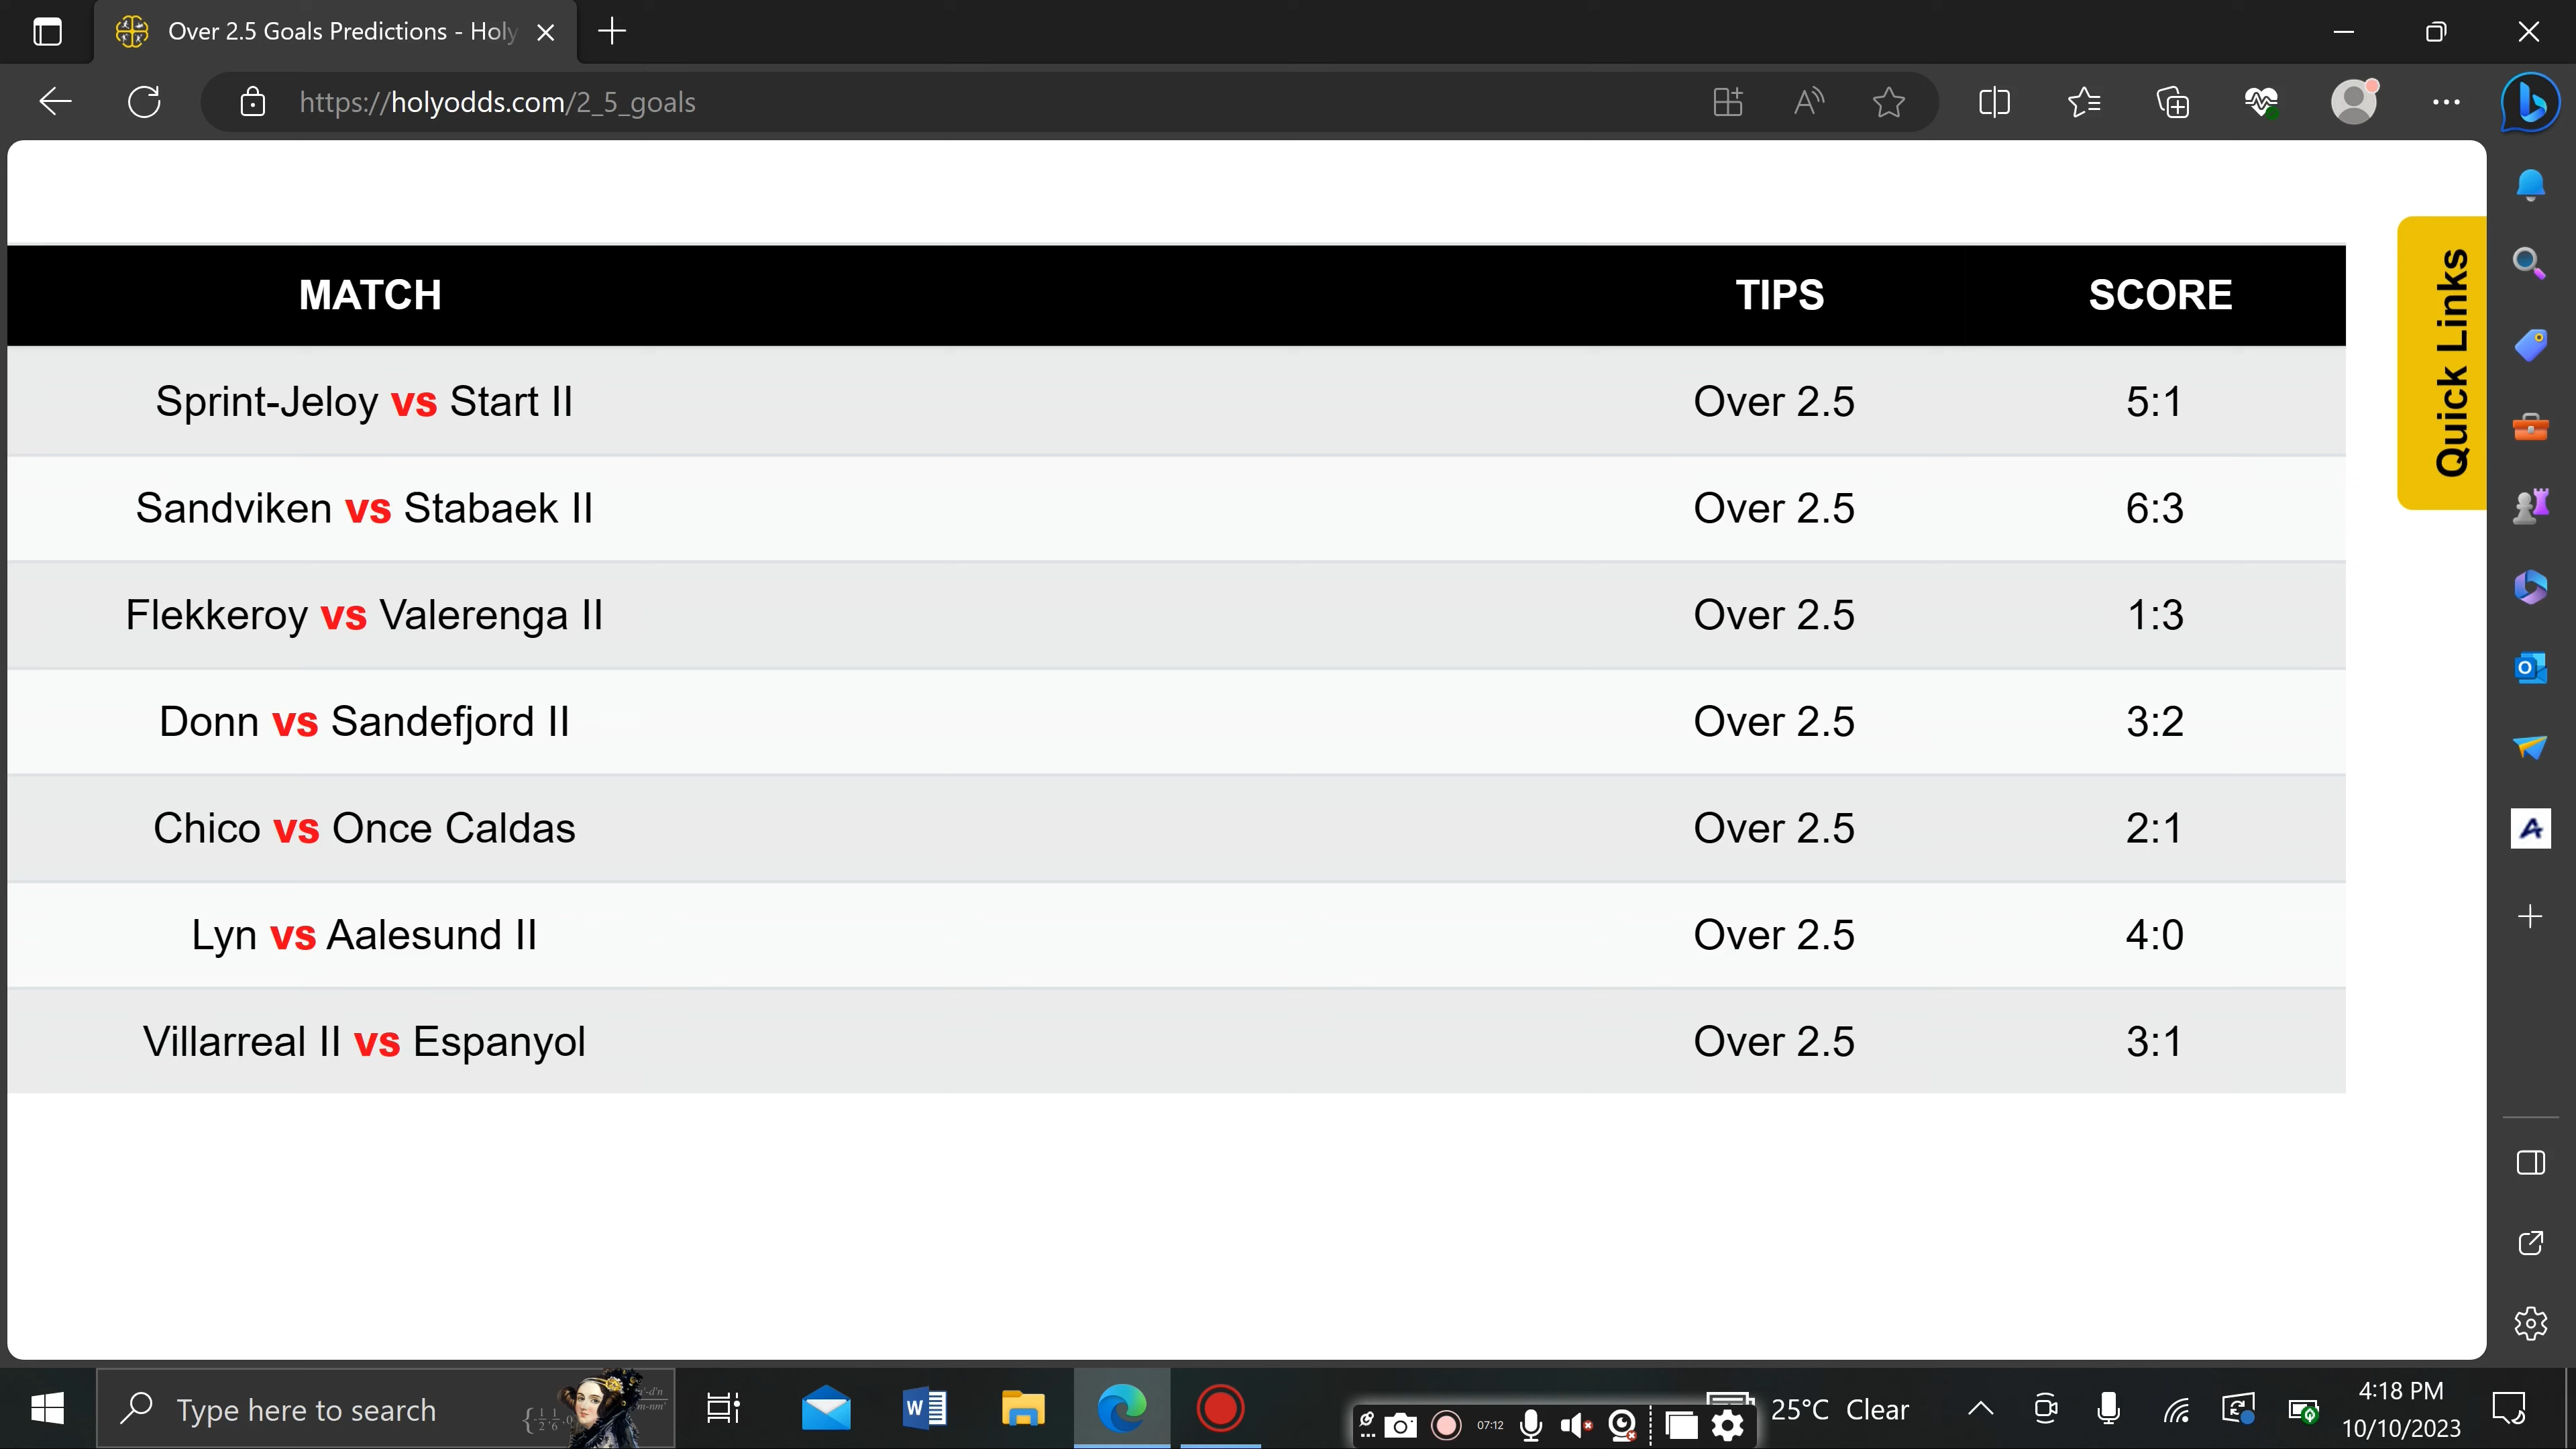 Over 2.5 Goals Predictions - Holy
https://holyodds.com/2_5_goals
MATCH TIPS SCORE
Sprint-Jeloy vs Start II Over 2.5 5:1
Sandviken vs Stabaek II Over 2.5 6:3
Flekkeroy vs Valerenga II Over 2.5 1:3
Donn vs Sandefjord II Over 2.5 3:2
Chico vs Once Caldas Over 2.5 2:1
Lyn vs Aalesund II Over 2.5 4:0
Villarreal II vs Espanyol Over 2.5 3:1
Quick Links
Type here to search
07:12
25°C Clear
4:18 PM
10/10/2023